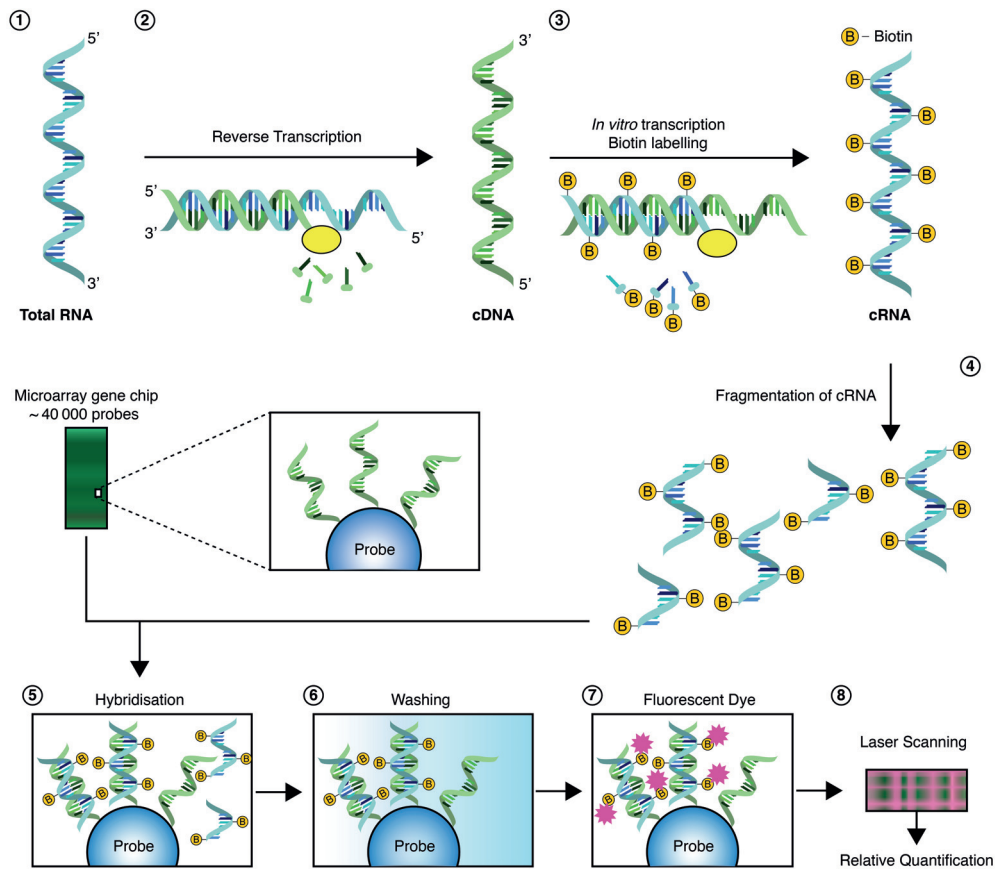 1
5’
3’
Total RNA
2
Reverse Transcription
5’
3’
5’
3’
5’
cDNA
3
In vitro transcription
Biotin labelling
B
B
B
B
B
B
B
B
B
B – Biotin
B
B
B
B
B
B
B
cRNA
4
Fragmentation of cRNA
Microarray gene chip
~ 40 000 probes
Probe
B
B
B
B
B
B
B
B
B
B
B
B
B
5
Hybridisation
B
B
B
B
B
B
B
B
B
Probe
6
Washing
B
B
B
B
B
Probe
7
Fluorescent Dye
B
B
B
B
B
Probe
8
Laser Scanning
Relative Quantification